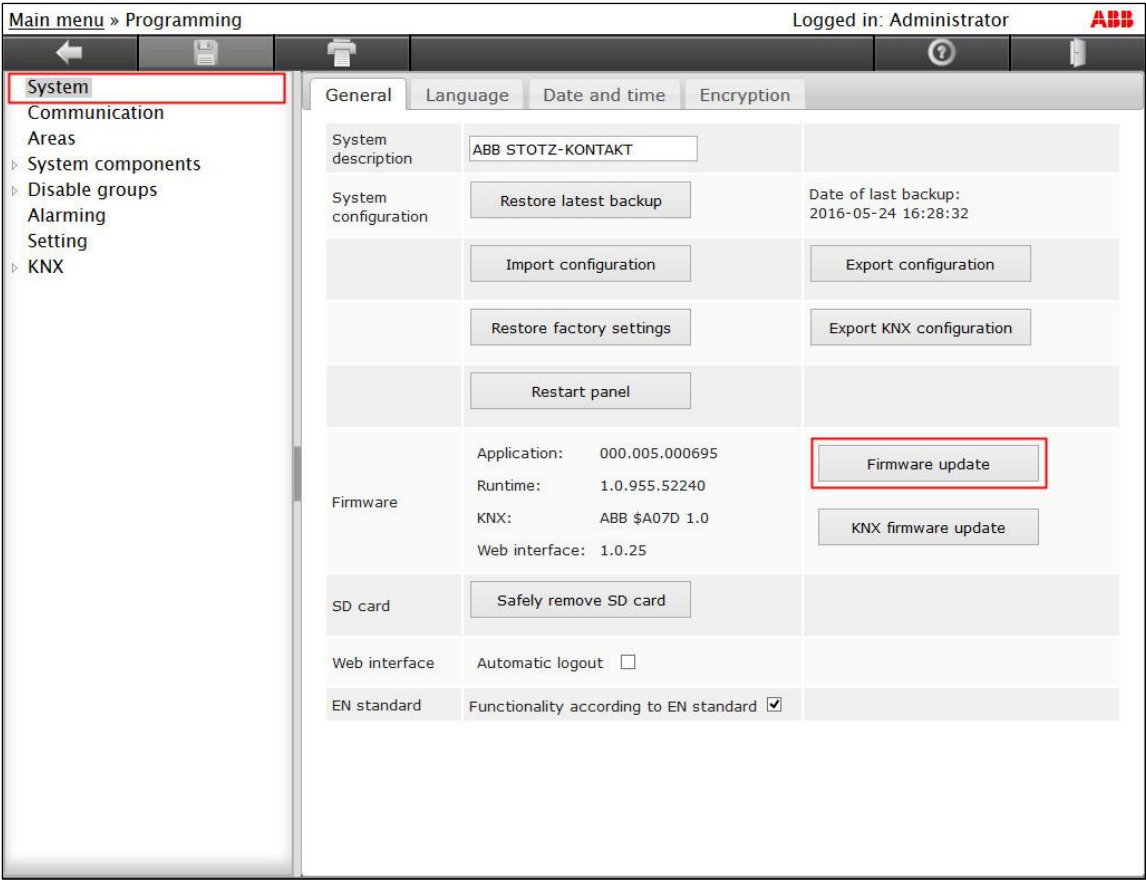 Main menu » Programming
Logged in: Administrator
ABB
System
Communication
Areas
System components
Disable groups
Alarming
Setting
KNX
General
Language
Date and time
Encryption
System
description
ABB STOTZ-KONTAKT
System
configuration
Restore latest backup
Date of last backup:
2016-05-24 16:28:32
Import configuration
Export configuration
Restore factory settings
Export KNX configuration
Restart panel
Firmware
Application: 000.005.000695
Runtime: 1.0.955.52240
KNX: ABB $A07D 1.0
Web interface: 1.0.25
Firmware update
KNX firmware update
SD card
Safely remove SD card
Web interface
Automatic logout
EN standard
Functionality according to EN standard